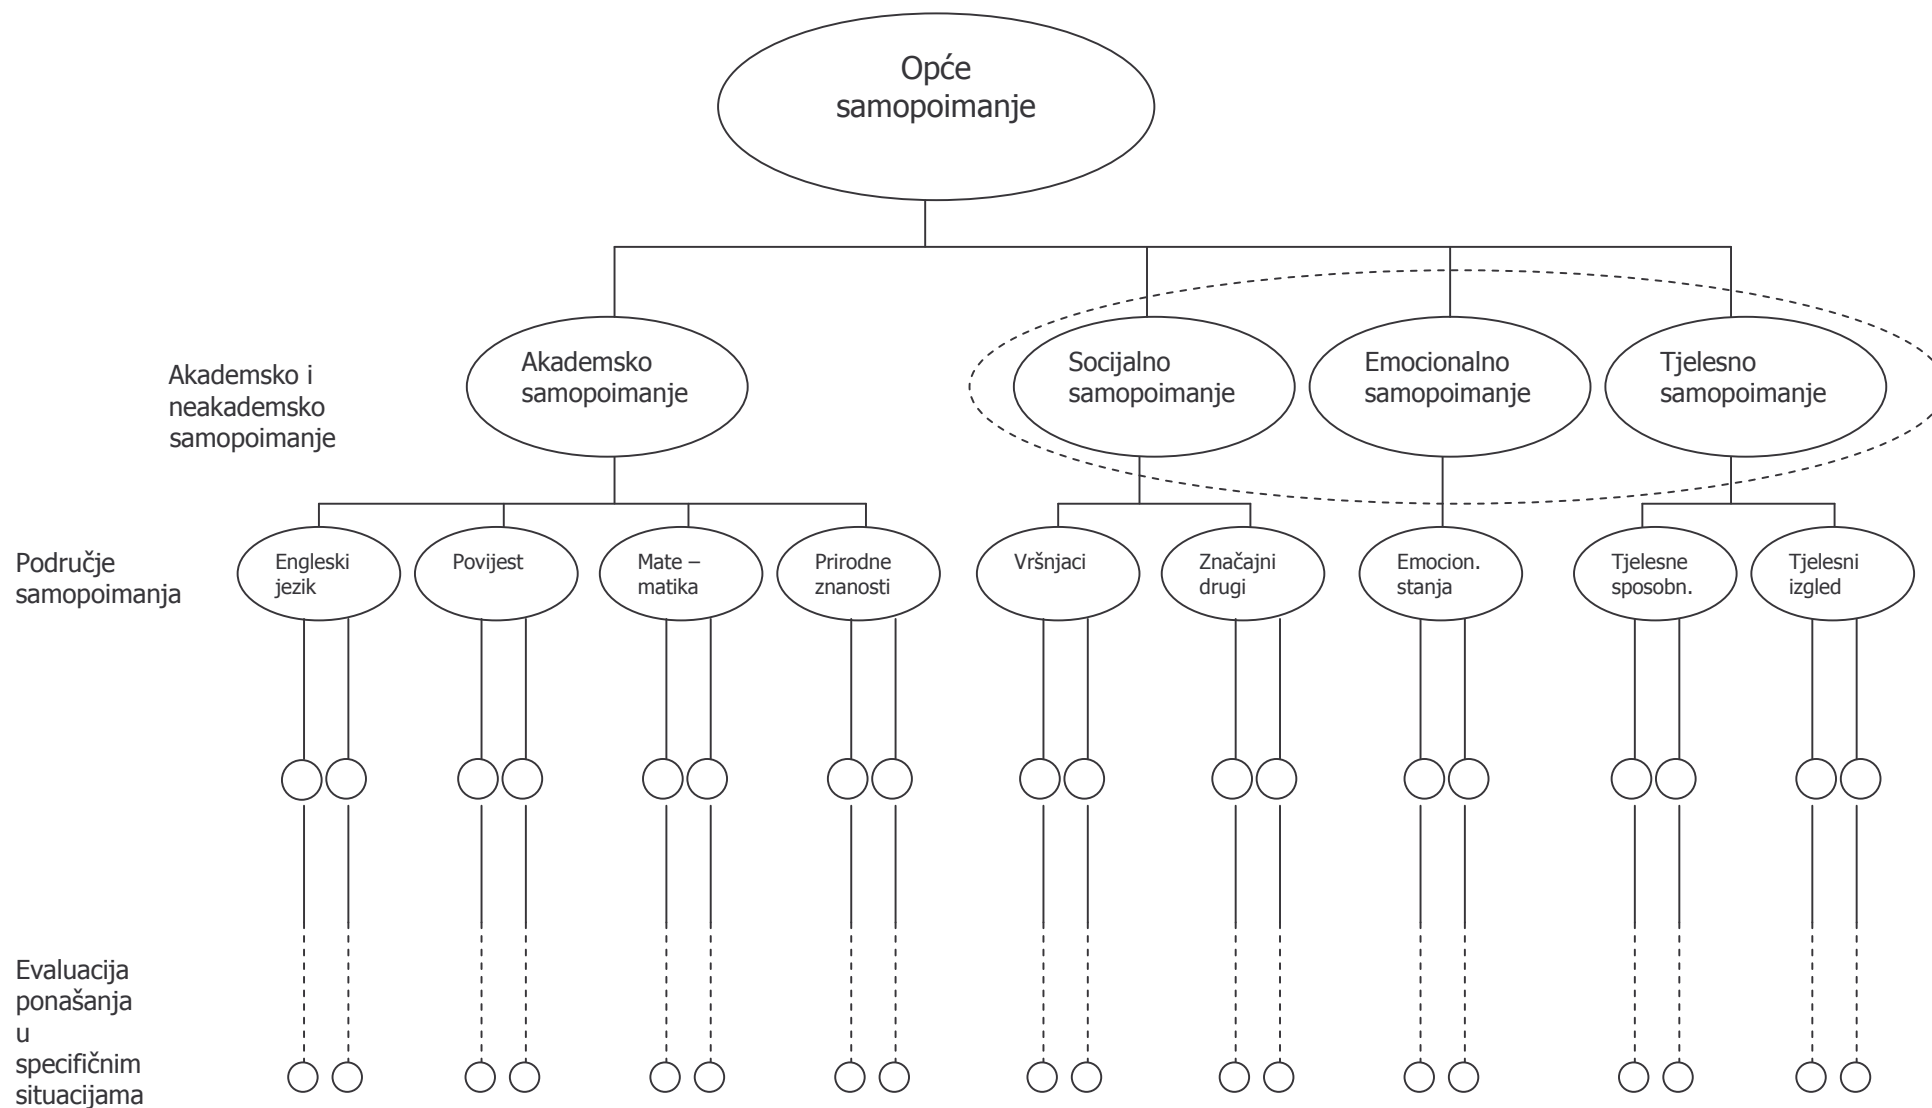 Opće
samopoimanje
Akademsko i
neakademsko
samopoimanje
Akademsko
samopoimanje
Socijalno
samopoimanje
Emocionalno
samopoimanje
Tjelesno
samopoimanje
Područje
samopoimanja
Engleski
jezik
Povijest
Mate –
matika
Prirodne
znanosti
Vršnjaci
Značajni
drugi
Emocion.
stanja
Tjelesne
sposobn.
Tjelesni
izgled
Evaluacija
ponašanja
u
specifičnim
situacijama